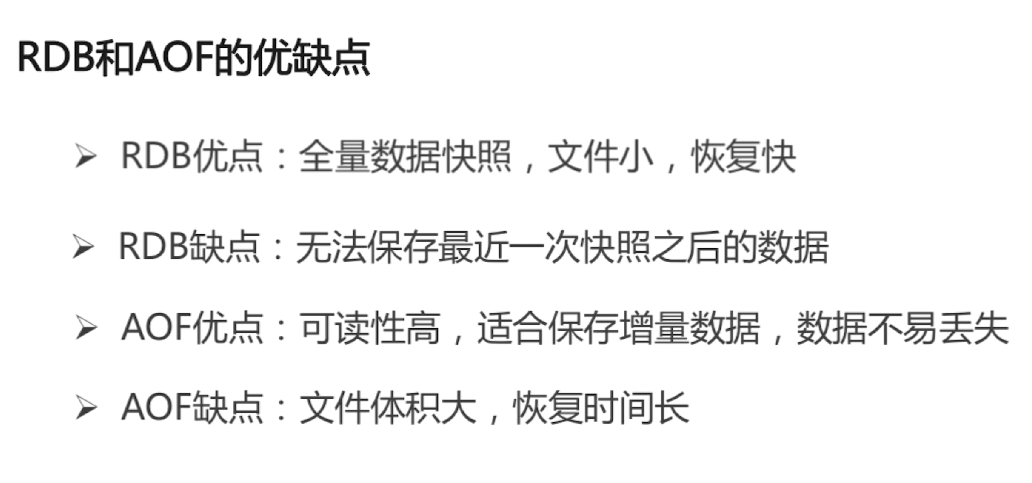 RDB和AOF的优缺点
➢ RDB优点：全量数据快照，文件小，恢复快
➢ RDB缺点：无法保存最近一次快照之后的数据
➢ AOF优点：可读性高，适合保存增量数据，数据不易丢失
➢ AOF缺点：文件体积大，恢复时间长